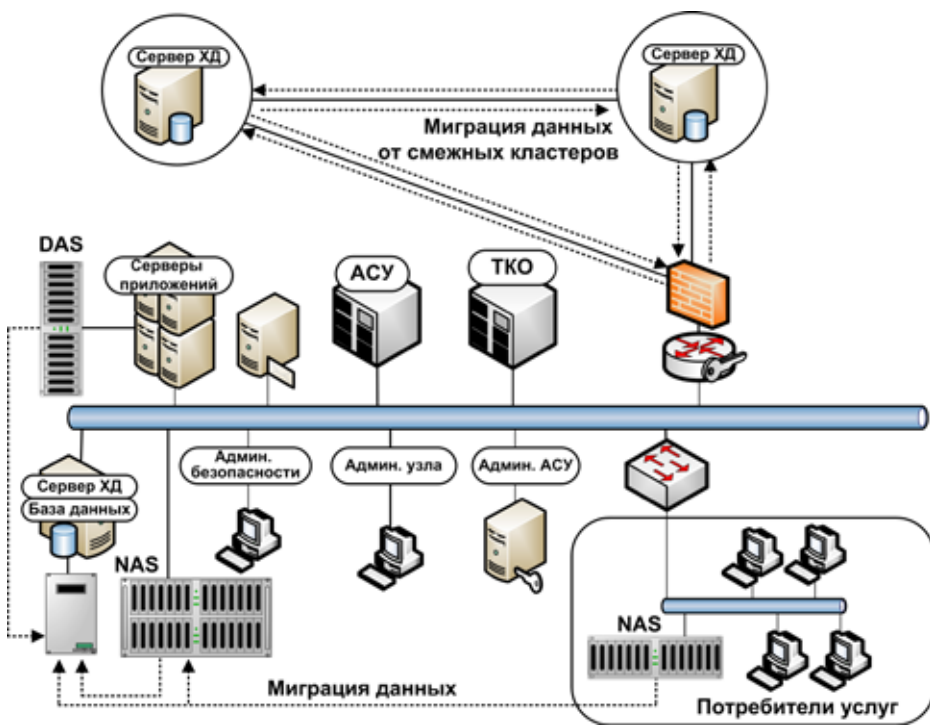 Сервер ХД
Сервер ХД
Миграция данных
от смежных кластеров
DAS
Серверы
приложений
АСУ
ТКО
Админ.
безопасности
Админ. узла
Админ. АСУ
Сервер ХД
База данных
NAS
NAS
Миграция данных
Потребители услуг